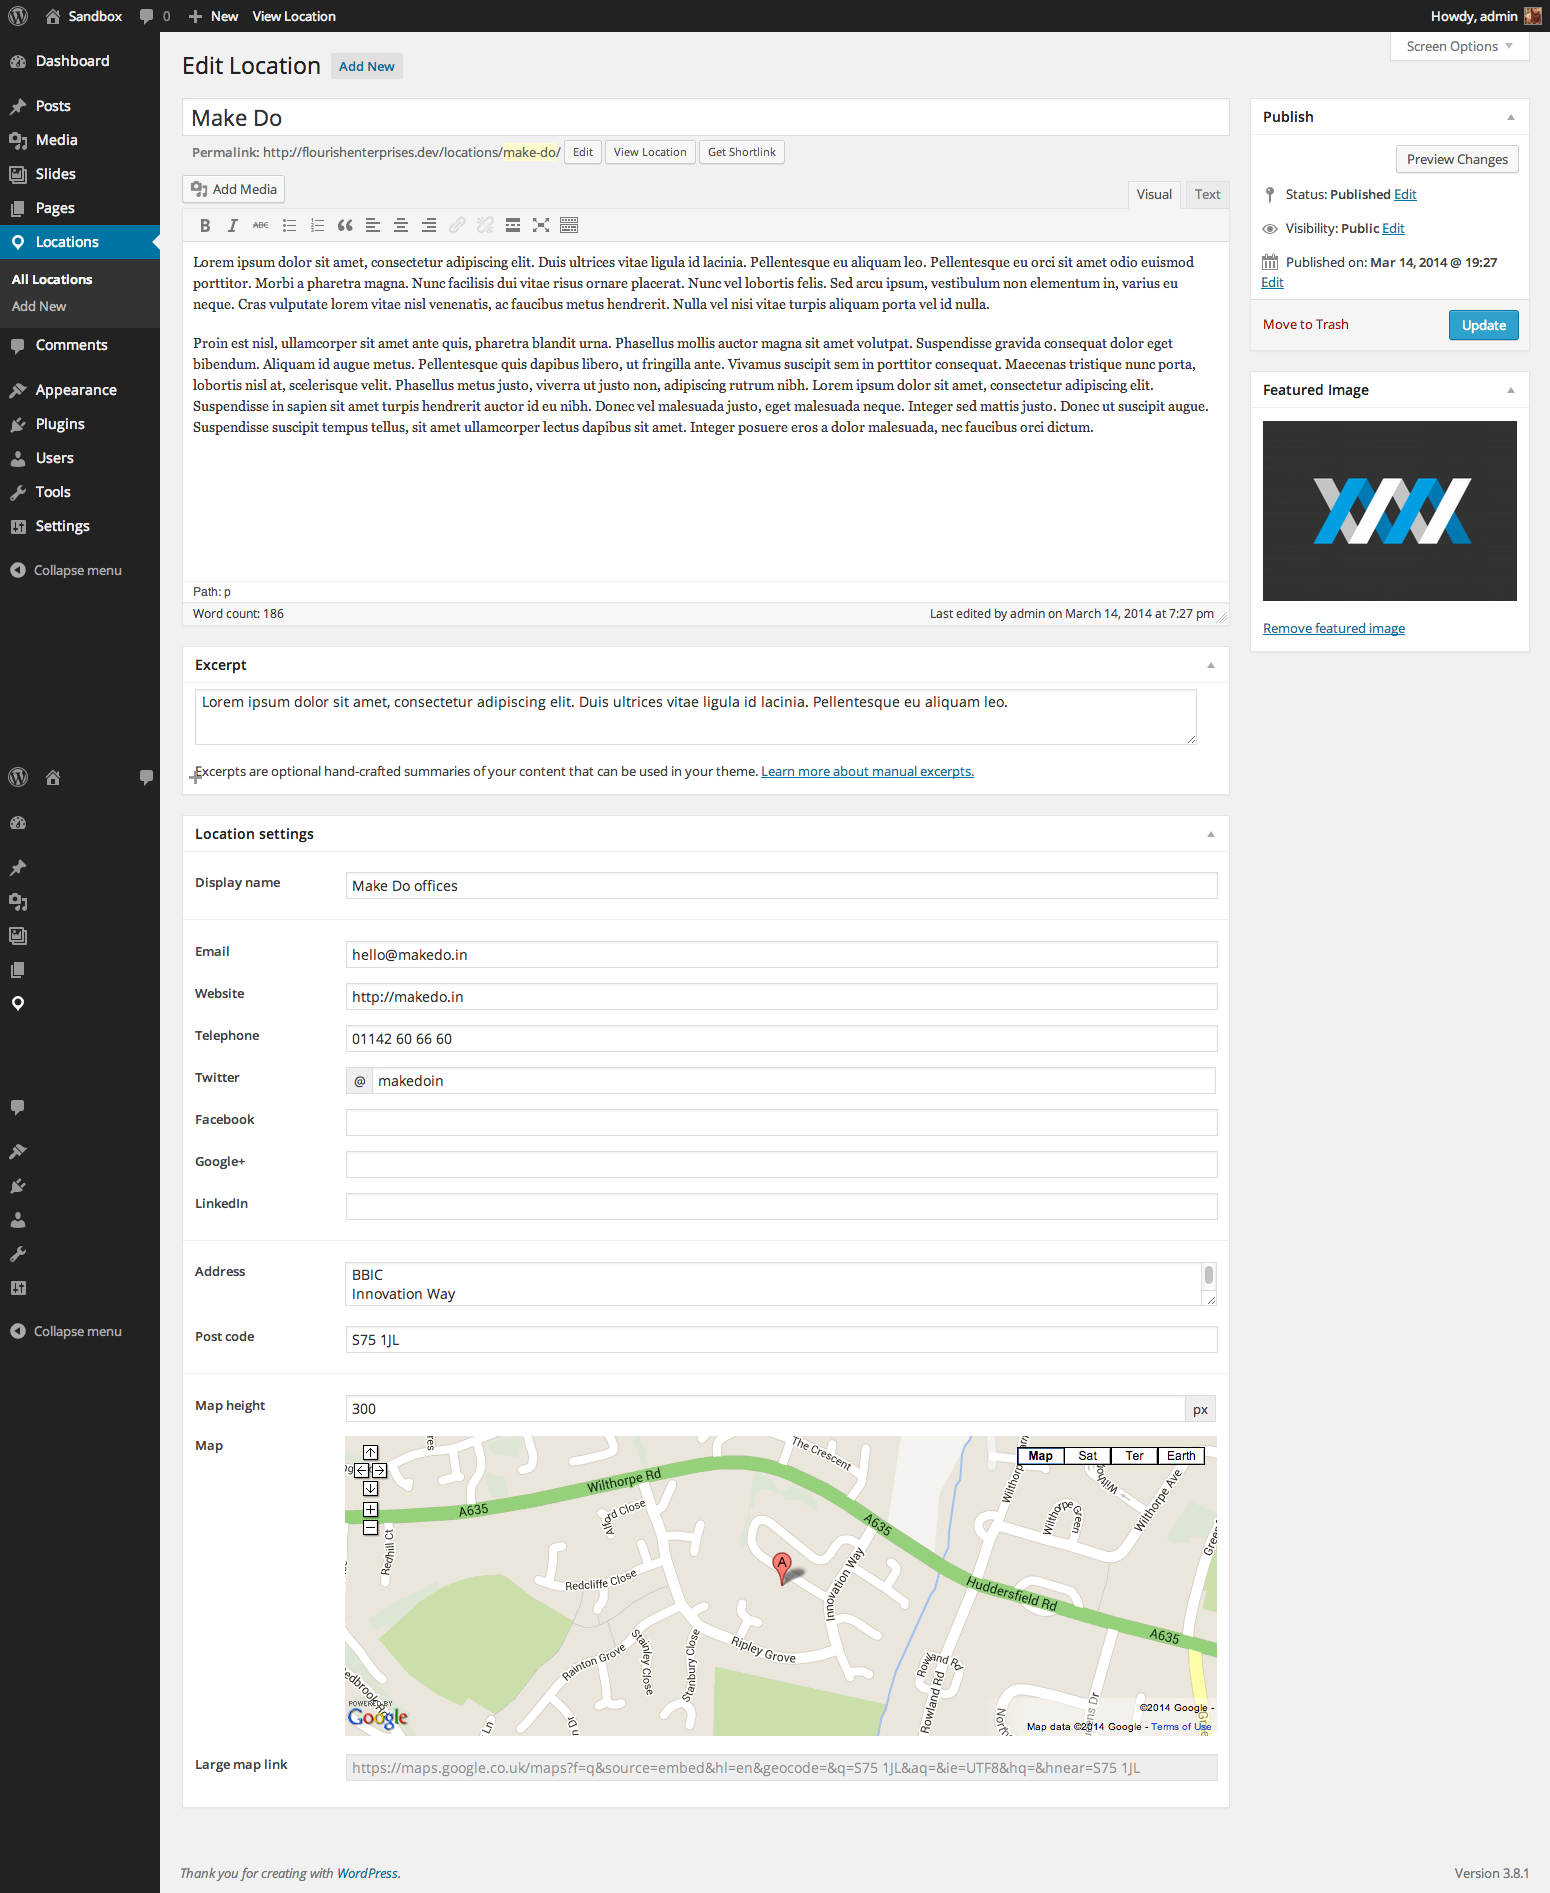 Sandbox 0 New View Location Howdy, admin
Screen Options
Dashboard
Posts
Media
Slides
Pages
Locations
All Locations
Add New
Comments
Appearance
Plugins
Users
Tools
Settings
Collapse menu
Collapse menu
Edit Location Add New
Make Do
Permalink: http://flourishenterprises.dev/locations/make-do/ Edit View Location Get Shortlink
Add Media Visual Text
B I ABC
Lorem ipsum dolor sit amet, consectetur adipiscing elit. Duis ultrices vitae ligula id lacinia. Pellentesque eu aliquam leo. Pellentesque eu orci sit amet odio euismod
porttitor. Morbi a pharetra magna. Nunc facilisis dui vitae risus ornare placerat. Nunc vel lobortis felis. Sed arcu ipsum, vestibulum non elementum in, varius eu
neque. Cras vulputate lorem vitae nisl venenatis, ac faucibus metus hendrerit. Nulla vel nisi vitae turpis aliquam porta vel id nulla.
Proin est nisl, ullamcorper sit amet ante quis, pharetra blandit urna. Phasellus mollis auctor magna sit amet volutpat. Suspendisse gravida consequat dolor eget
bibendum. Aliquam id augue metus. Pellentesque quis dapibus libero, ut fringilla ante. Vivamus suscipit sem in porttitor consequat. Maecenas tristique nunc porta,
lobortis nisl at, scelerisque velit. Phasellus metus justo, viverra ut justo non, adipiscing rutrum nibh. Lorem ipsum dolor sit amet, consectetur adipiscing elit.
Suspendisse in sapien sit amet turpis hendrerit auctor id eu nibh. Donec vel malesuada justo, eget malesuada neque. Integer sed mattis justo. Donec ut suscipit augue.
Suspendisse suscipit tempus tellus, sit amet ullamcorper lectus dapibus sit amet. Integer posuere eros a dolor malesuada, nec faucibus orci dictum.
Path: p
Word count: 186 Last edited by admin on March 14, 2014 at 7:27 pm
Publish
Preview Changes
Status: Published Edit
Visibility: Public Edit
Published on: Mar 14, 2014 @ 19:27
Edit
Move to Trash Update
Featured Image
Remove featured image
Excerpt
Lorem ipsum dolor sit amet, consectetur adipiscing elit. Duis ultrices vitae ligula id lacinia. Pellentesque eu aliquam leo.
Excerpts are optional hand-crafted summaries of your content that can be used in your theme. Learn more about manual excerpts.
Location settings
Display name Make Do offices
Email hello@makedo.in
Website http://makedo.in
Telephone 01142 60 66 60
Twitter @ makedoin
Facebook
Google+
LinkedIn
Address BBIC
Innovation Way
Post code S75 1JL
Map height 300 px
Map
Map Sat Ter Earth
The Crescent
Wilthorpe Rd
A635
Alford Close
A635
Wilthorpe Green
Wilthorpe Ave
Redhill Ct
A
Redcliffe Close
Innovation Way
Huddersfield Rd
A635
Ripley Grove
Stainley Close
Rainton Grove
Stanbury Close
Rowland Rd
Rowland Rd
POWERED BY
Google
©2014 Google -
Map data ©2014 Google - Terms of Use
Large map link https://maps.google.co.uk/maps?f=q&source=embed&hl=en&geocode=&q=S75 1JL&aq=&ie=UTF8&hq=&hnear=S75 1JL
Thank you for creating with WordPress. Version 3.8.1